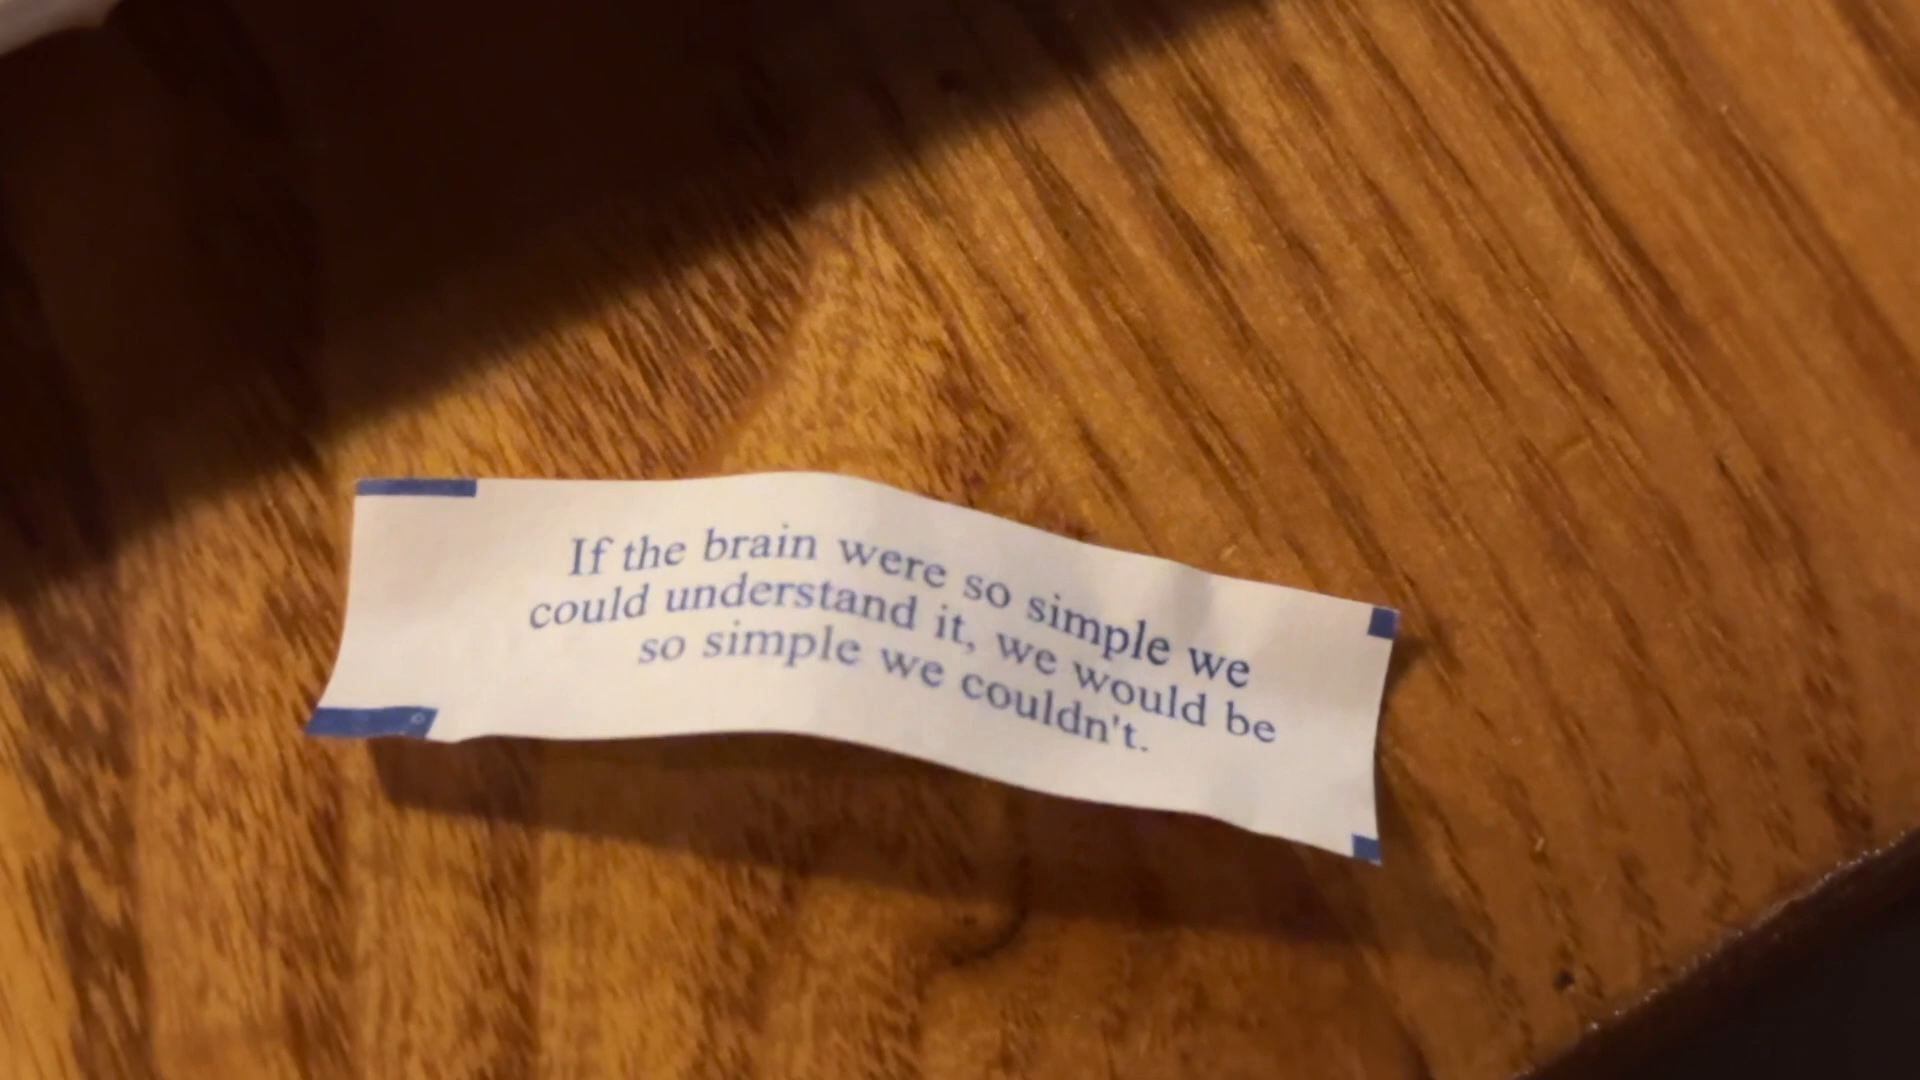 If the brain were so simple we
could understand it, we would be
so simple we couldn't.